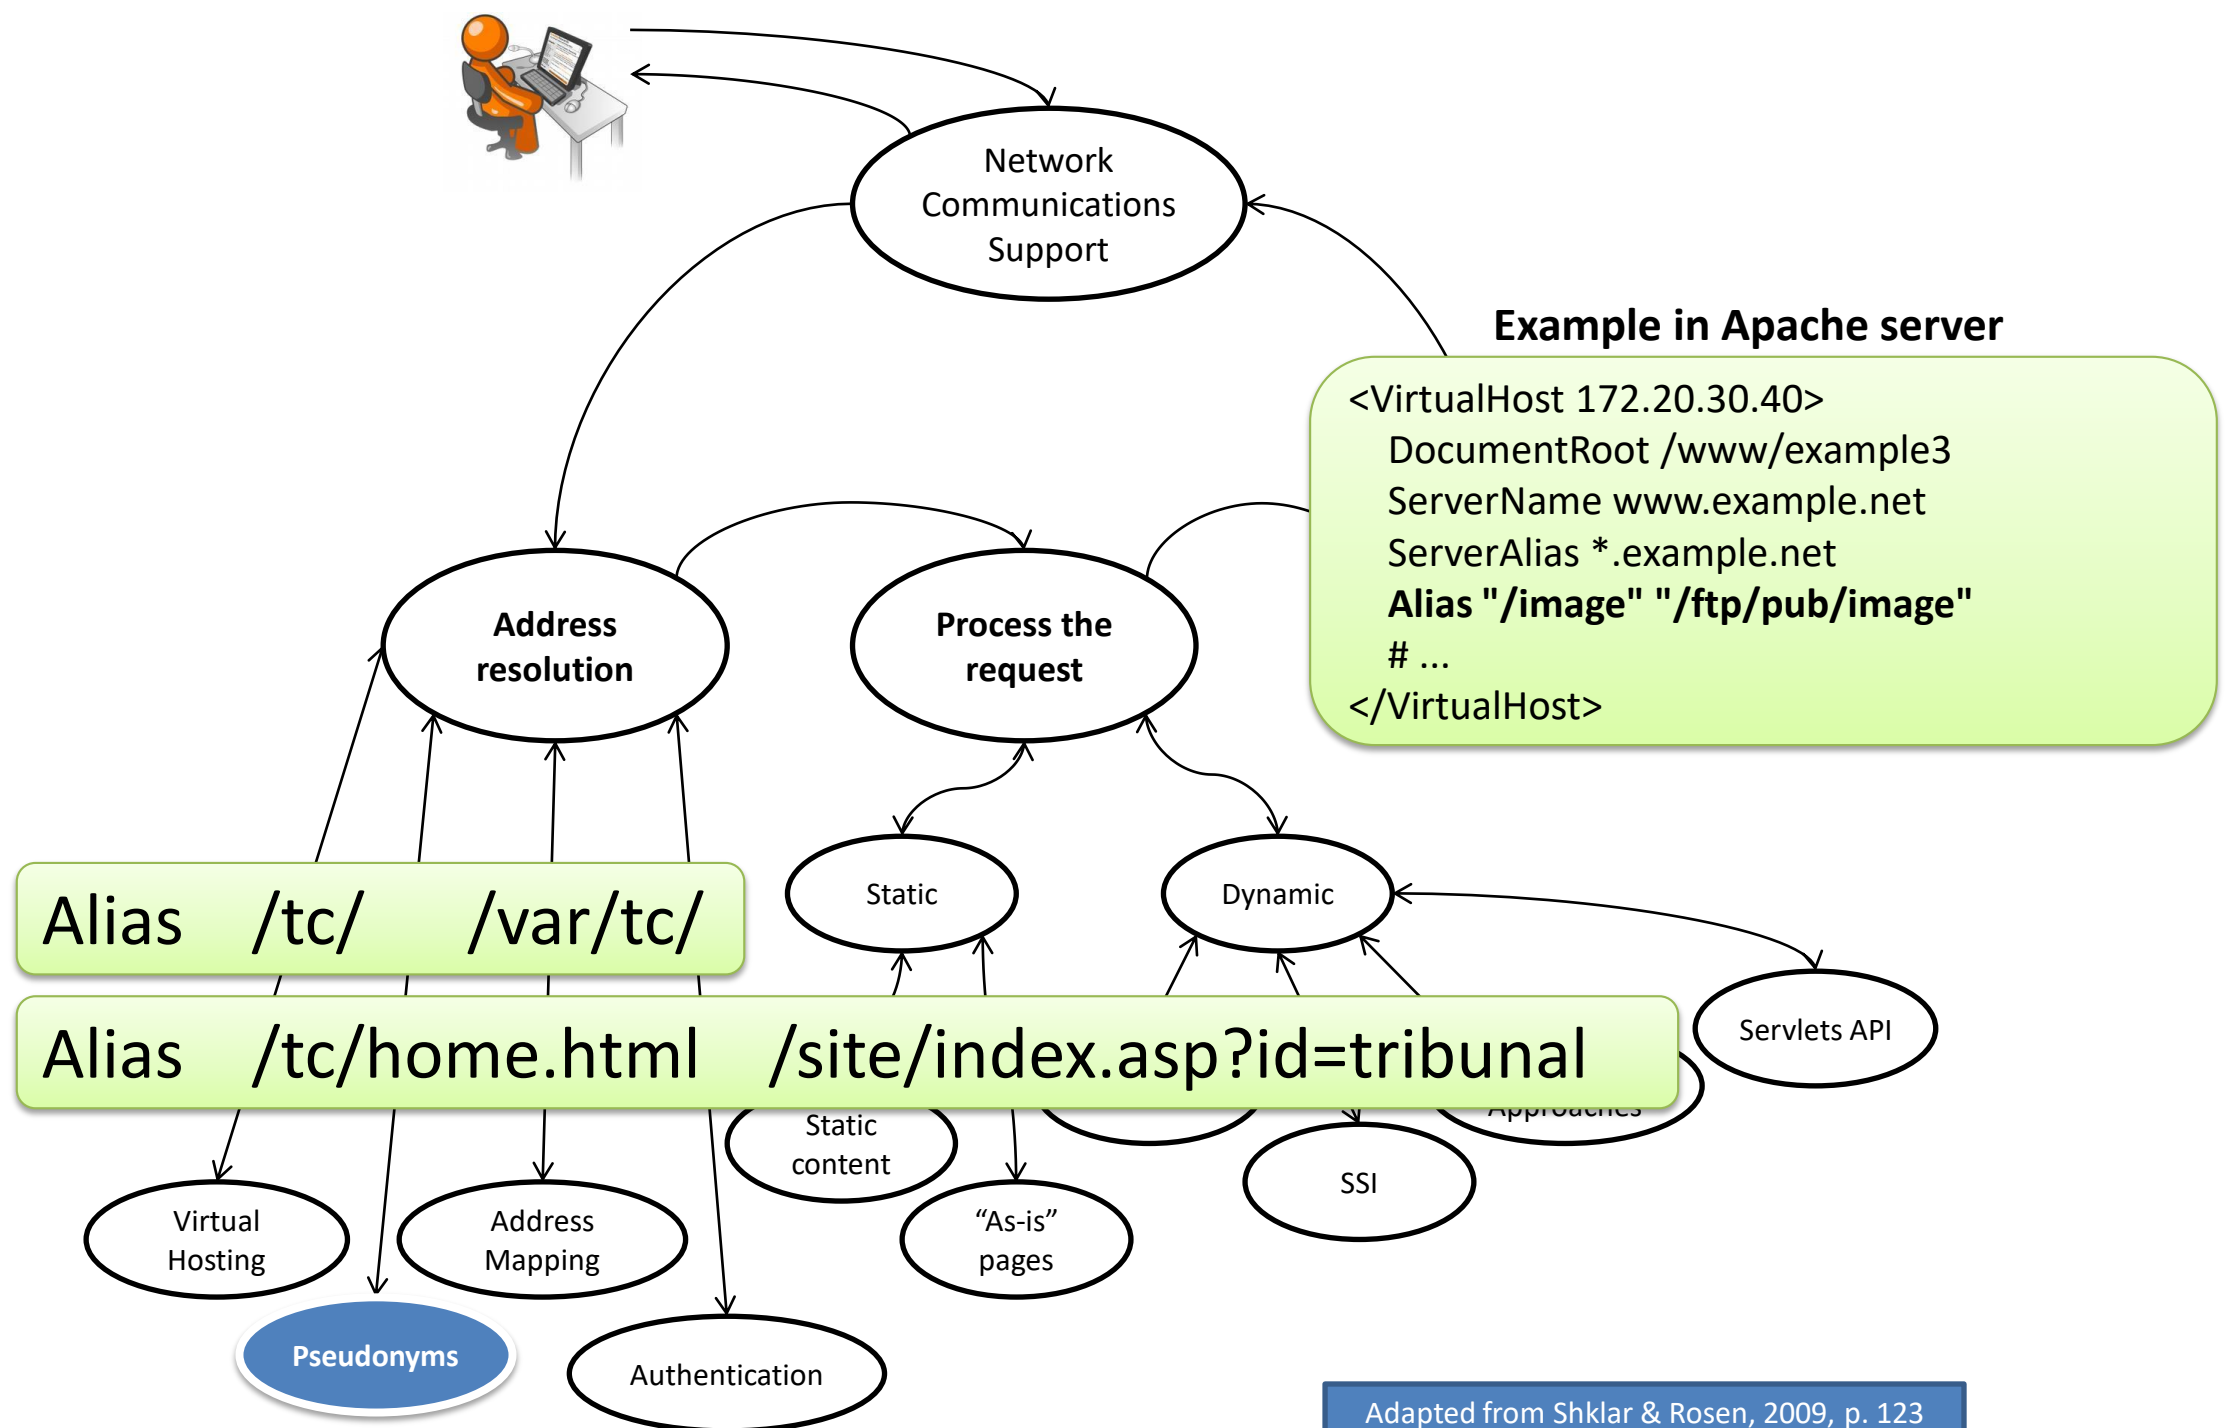 Network
Communications
Support
Example in Apache server
<VirtualHost 172.20.30.40>
DocumentRoot /www/example3
ServerName www.example.net
ServerAlias *.example.net
Alias "/image" "/ftp/pub/image"
# ...
</VirtualHost>
Address
resolution
Process the
request
Static
Dynamic
Alias /tc/ /var/tc/
Servlets API
Alias /tc/home.html /site/index.asp?id=tribunal
Approaches
Static
content
SSI
Virtual
Hosting
Address
Mapping
“As-is”
pages
Pseudonyms
Authentication
Adapted from Shklar & Rosen, 2009, p. 123